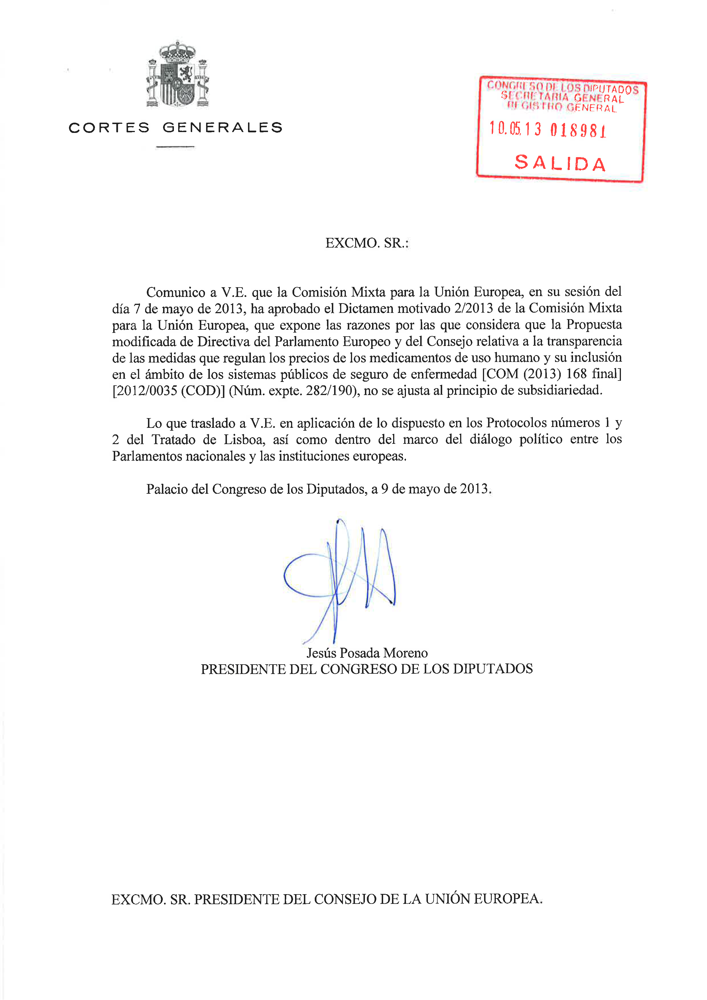 CORTES GENERALES
CONGRESO DE LOS DIPUTADOS
SECRETARIA GENERAL
REGISTRO GENERAL
10.05.13 018981
SALIDA
EXCMO. SR.:
Comunico a V.E. que la Comisión Mixta para la Unión Europea, en su sesión del
día 7 de mayo de 2013, ha aprobado el Dictamen motivado 2/2013 de la Comisión Mixta
para la Unión Europea, que expone las razones por las que considera que la Propuesta
modificada de Directiva del Parlamento Europeo y del Consejo relativa a la transparencia
de las medidas que regulan los precios de los medicamentos de uso humano y su inclusión
en el ámbito de los sistemas públicos de seguro de enfermedad [COM (2013) 168 final]
[2012/0035 (COD)] (Núm. expte. 282/190), no se ajusta al principio de subsidiariedad.
Lo que traslado a V.E. en aplicación de lo dispuesto en los Protocolos números 1 y
2 del Tratado de Lisboa, así como dentro del marco del diálogo político entre los
Parlamentos nacionales y las instituciones europeas.
Palacio del Congreso de los Diputados, a 9 de mayo de 2013.
Jesús Posada Moreno
PRESIDENTE DEL CONGRESO DE LOS DIPUTADOS
EXCMO. SR. PRESIDENTE DEL CONSEJO DE LA UNIÓN EUROPEA.